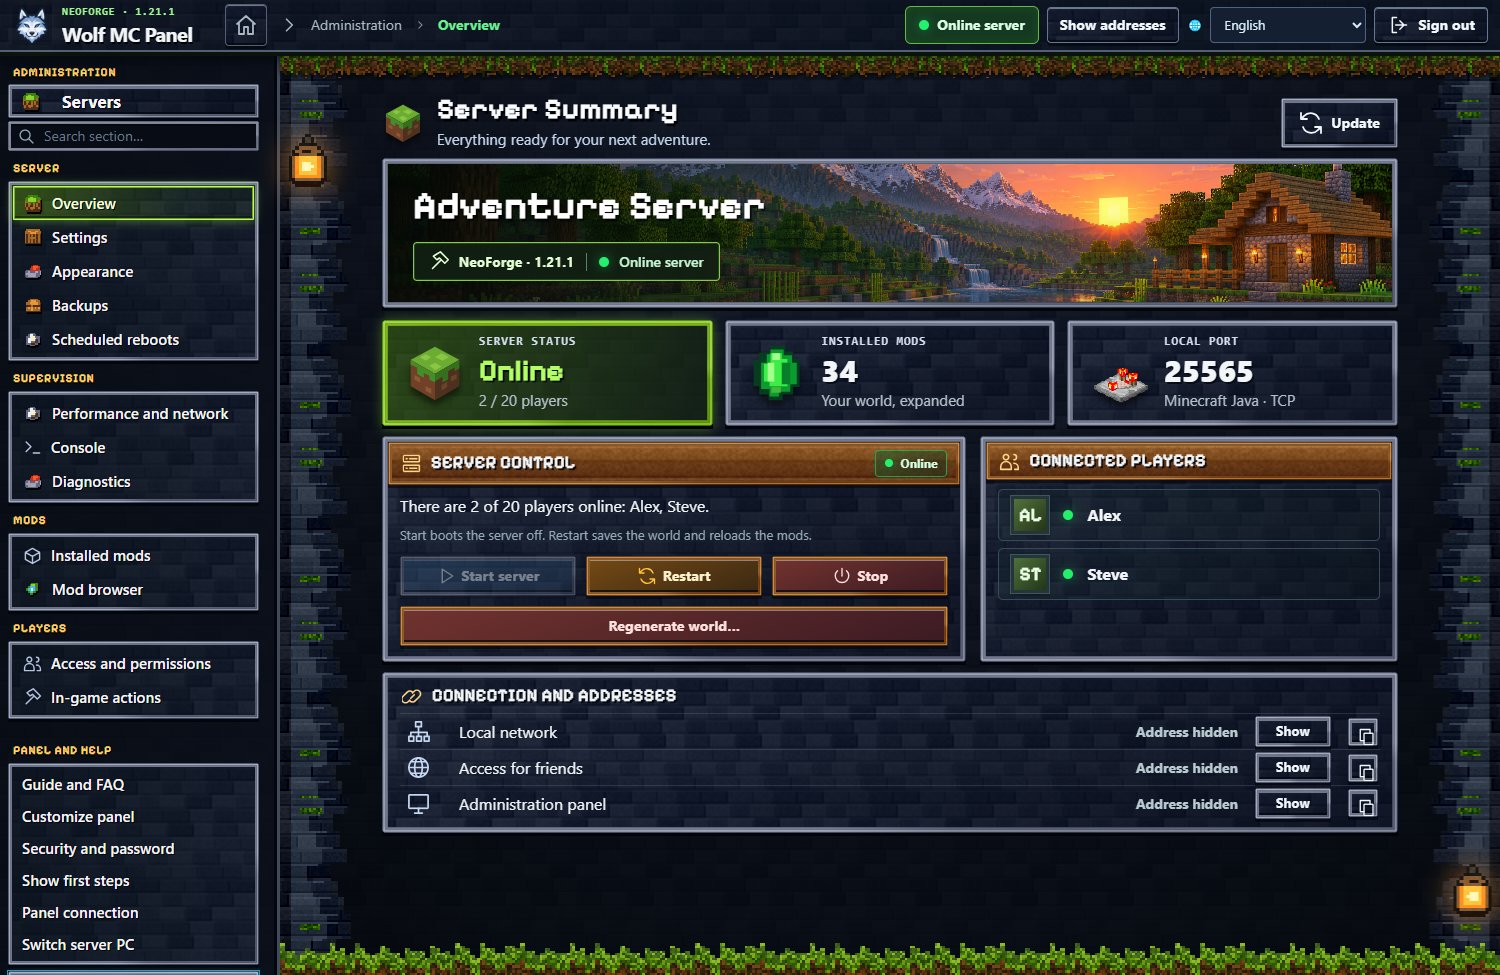 NEOFORGE · 1.21.1
Wolf MC Panel
Administration
Overview
Online server
Show addresses
English
Sign out
ADMINISTRATION
Servers
Search section...
SERVER
Overview
Settings
Appearance
Backups
Scheduled reboots
SUPERVISION
Performance and network
Console
Diagnostics
MODS
Installed mods
Mod browser
PLAYERS
Access and permissions
In-game actions
PANEL AND HELP
Guide and FAQ
Customize panel
Security and password
Show first steps
Panel connection
Switch server PC
Server Summary
Everything ready for your next adventure.
Update
Adventure Server
NeoForge · 1.21.1
Online server
SERVER STATUS
Online
2 / 20 players
INSTALLED MODS
34
Your world, expanded
LOCAL PORT
25565
Minecraft Java · TCP
SERVER CONTROL
Online
There are 2 of 20 players online: Alex, Steve.
Start boots the server off. Restart saves the world and reloads the mods.
Start server
Restart
Stop
Regenerate world...
CONNECTED PLAYERS
AL
Alex
ST
Steve
CONNECTION AND ADDRESSES
Local network
Address hidden
Show
Access for friends
Address hidden
Show
Administration panel
Address hidden
Show